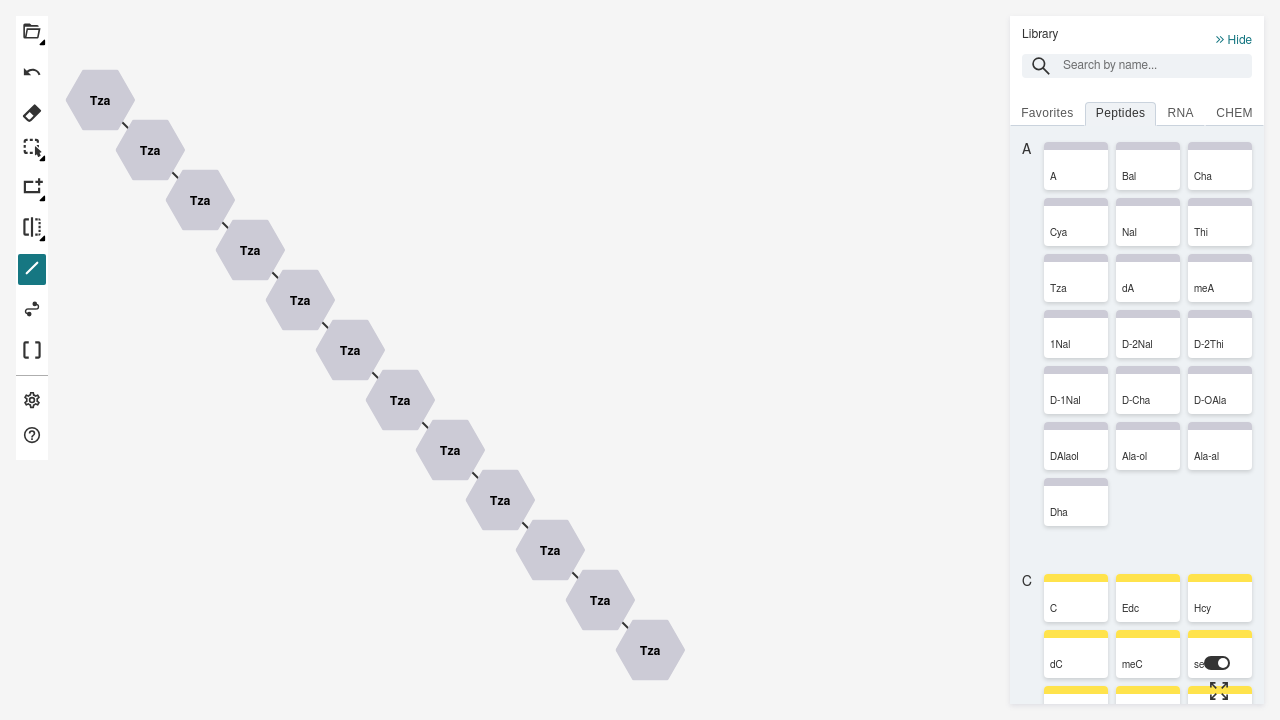 Library
Hide
Search by name...
Favorites Peptides RNA CHEM
A
A Bal Cha
Cya Nal Thi
Tza dA meA
1Nal D-2Nal D-2Thi
D-1Nal D-Cha D-OAla
DAlaol Ala-ol Ala-al
Dha
C
C Edc Hcy
dC meC
Tza
Tza
Tza
Tza
Tza
Tza
Tza
Tza
Tza
Tza
Tza
Tza